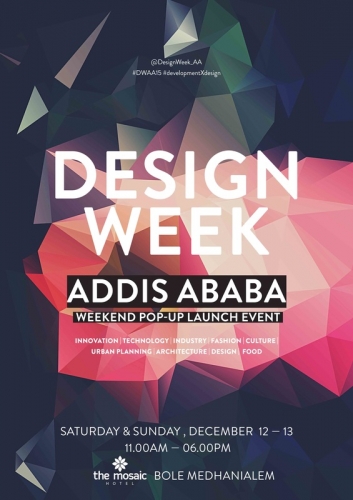 @DesignWeek_AA
#DWAA15 #developmentXdesign
DESIGN
WEEK
ADDIS ABABA
WEEKEND POP-UP LAUNCH EVENT
INNOVATION|TECHNOLOGY|INDUSTRY|FASHION|CULTURE|
URBAN PLANNING|ARCHITECTURE|DESIGN| FOOD
SATURDAY & SUNDAY , DECEMBER 12 – 13
11.00AM – 06.00PM
the mosaic
HOTEL
BOLE MEDHANIALEM